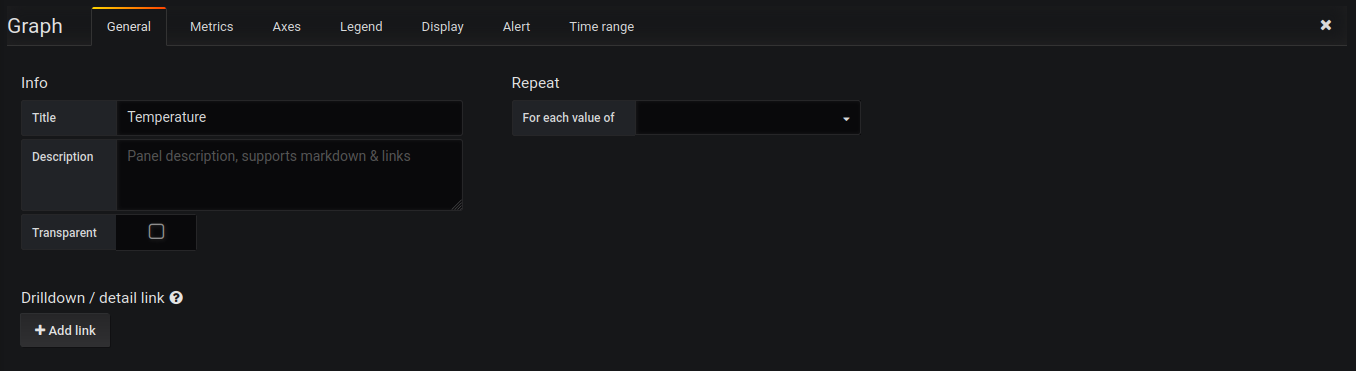 Graph General Metrics Axes Legend Display Alert Time range
Info
Title Temperature
Description Panel description, supports markdown & links
Transparent
Repeat
For each value of
Drilldown / detail link
Add link